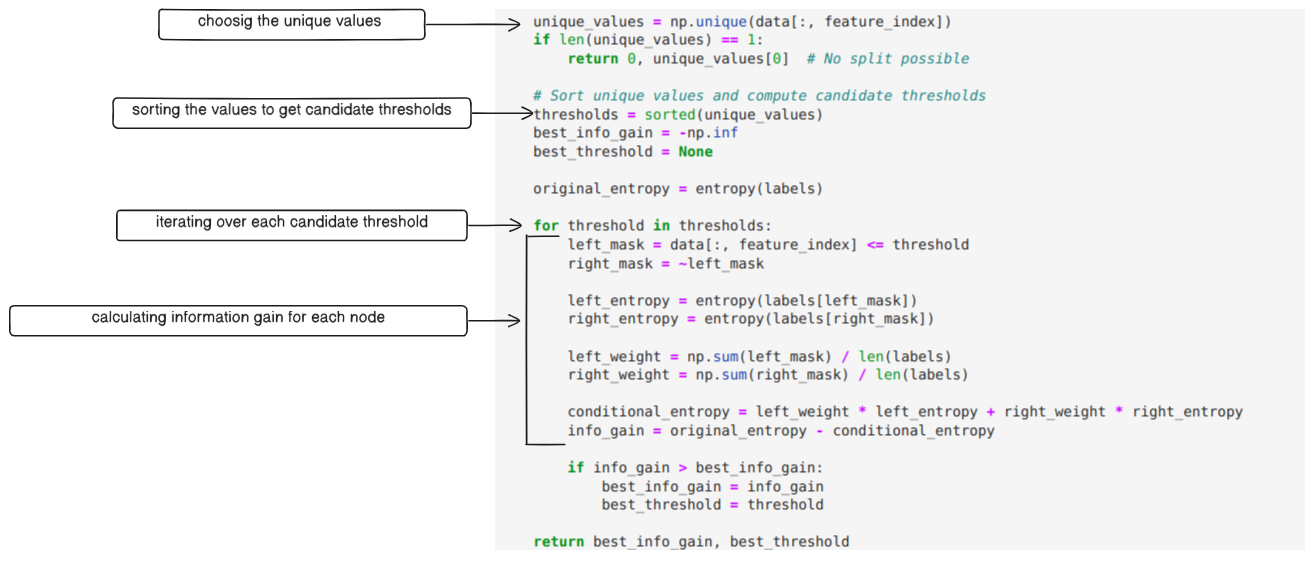 choosig the unique values
unique_values = np.unique(data[:, feature_index])
if len(unique_values) == 1:
    return 0, unique_values[0]  # No split possible
# Sort unique values and compute candidate thresholds
sorting the values to get candidate thresholds
thresholds = sorted(unique_values)
best_info_gain = -np.inf
best_threshold = None
original_entropy = entropy(labels)
iterating over each candidate threshold
for threshold in thresholds:
    left_mask = data[:, feature_index] <= threshold
    right_mask = ~left_mask
    left_entropy = entropy(labels[left_mask])
calculating information gain for each node
    right_entropy = entropy(labels[right_mask])
    left_weight = np.sum(left_mask) / len(labels)
    right_weight = np.sum(right_mask) / len(labels)
    conditional_entropy = left_weight * left_entropy + right_weight * right_entropy
    info_gain = original_entropy - conditional_entropy
    if info_gain > best_info_gain:
        best_info_gain = info_gain
        best_threshold = threshold
return best_info_gain, best_threshold